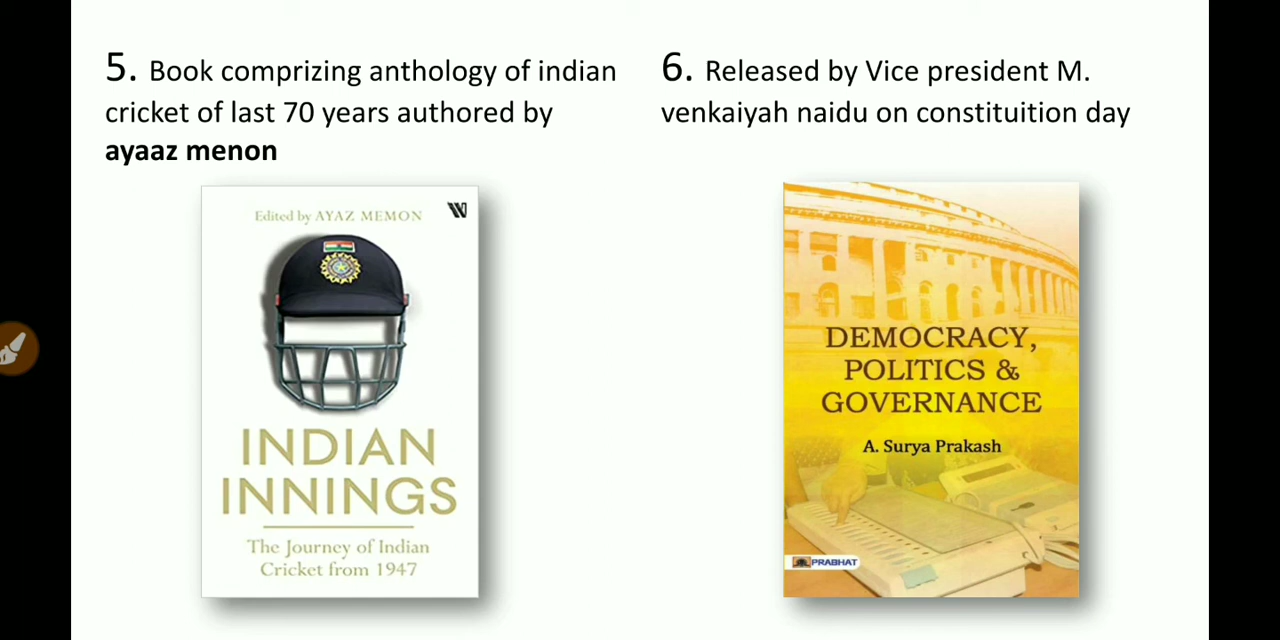 5. Book comprizing anthology of indian
cricket of last 70 years authored by
ayaaz menon
Edited by AYAZ MEMON
W
INDIAN
INNINGS
The Journey of Indian
Cricket from 1947
6. Released by Vice president M.
venkaiyah naidu on constituition day
DEMOCRACY,
POLITICS &
GOVERNANCE
A. Surya Prakash
PRABHAT